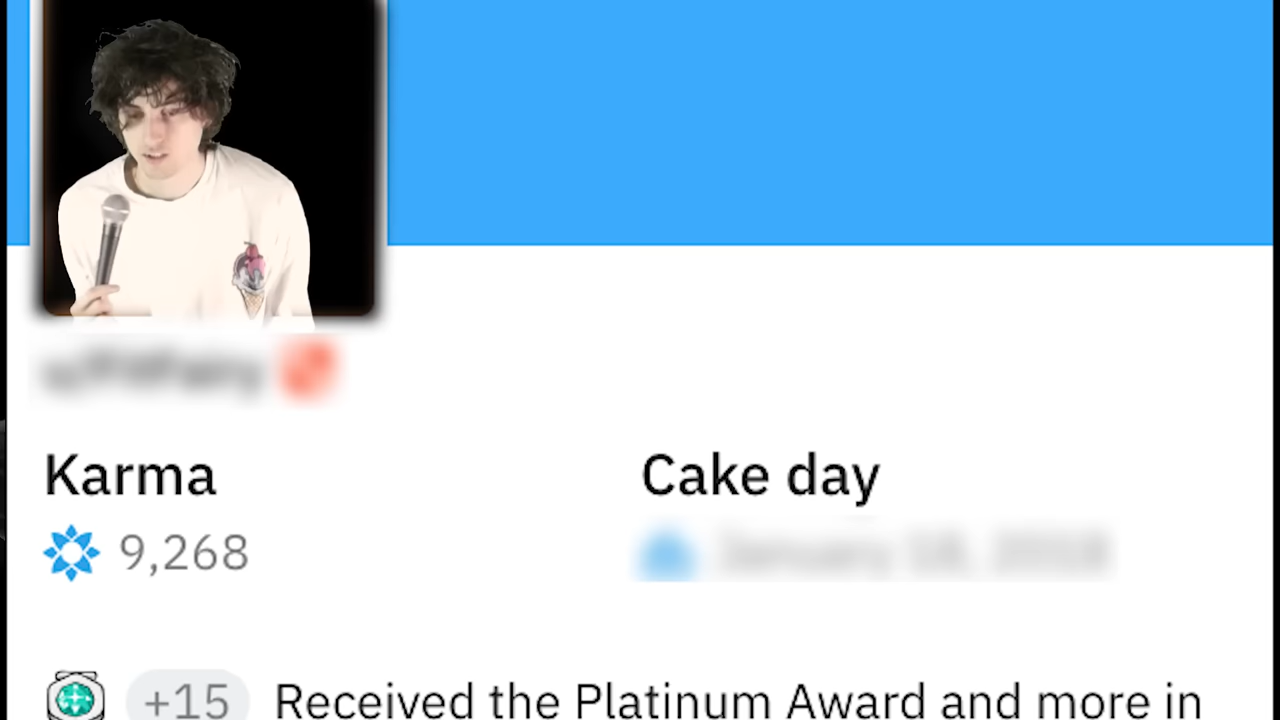 Karma
Cake day
9,268
+15 Received the Platinum Award and more in